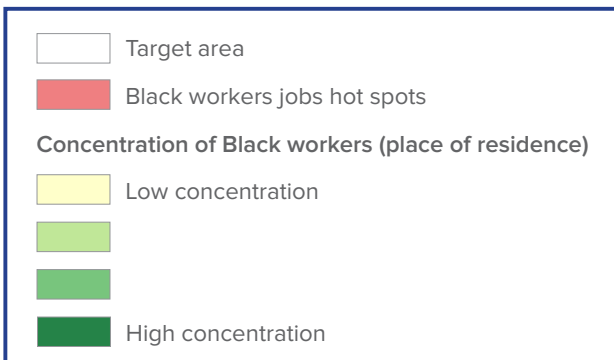 Target area
Black workers jobs hot spots
Concentration of Black workers (place of residence)
Low concentration
High concentration